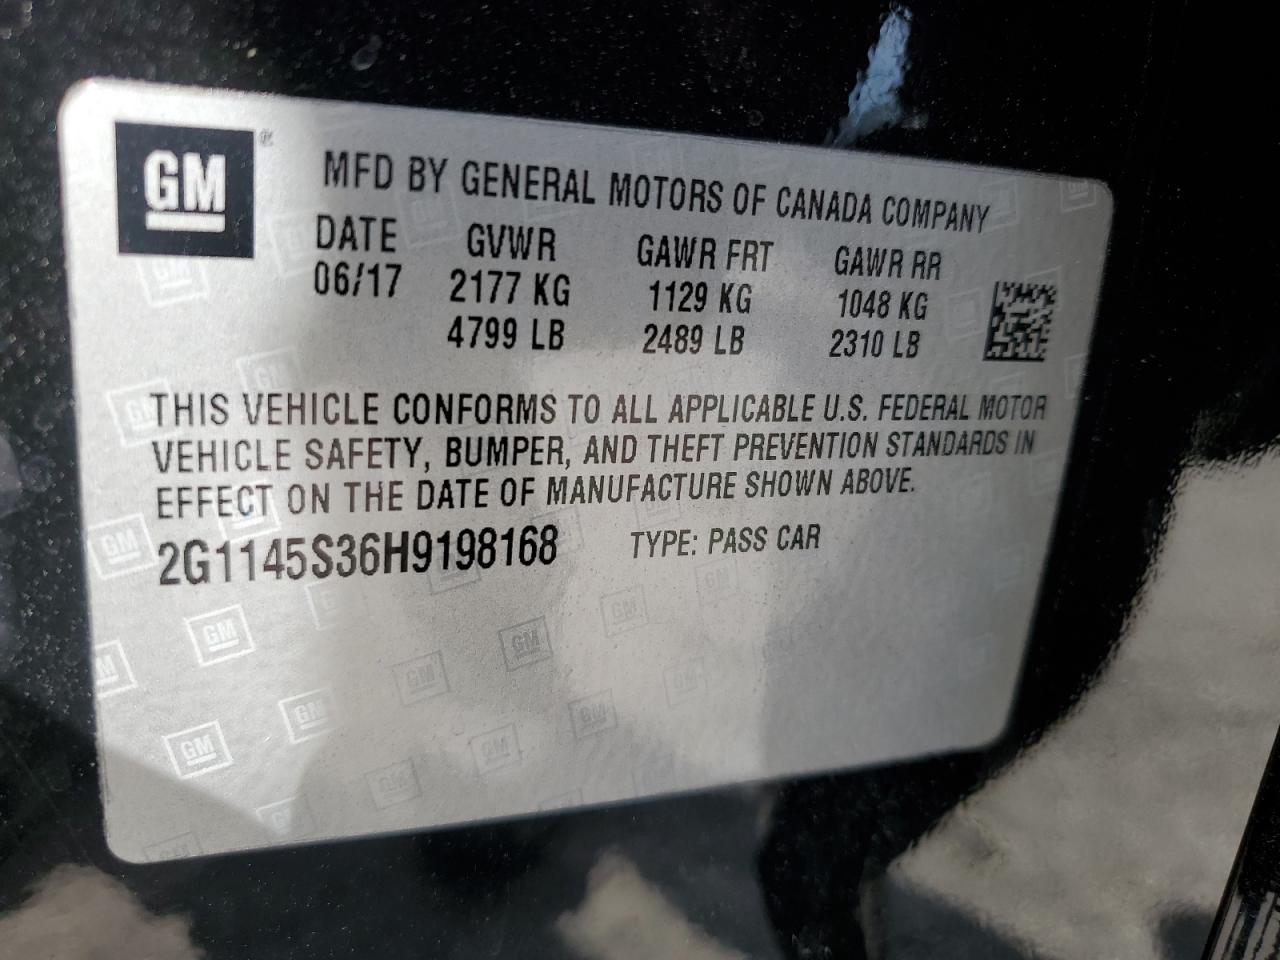 GM ®
MFD BY GENERAL MOTORS OF CANADA COMPANY
DATE GVWR GAWR FRT GAWR RR
06/17 2177 KG 1129 KG 1048 KG
4799 LB 2489 LB 2310 LB
THIS VEHICLE CONFORMS TO ALL APPLICABLE U.S. FEDERAL MOTOR
VEHICLE SAFETY, BUMPER, AND THEFT PREVENTION STANDARDS IN
EFFECT ON THE DATE OF MANUFACTURE SHOWN ABOVE.
2G1145S36H9198168 TYPE: PASS CAR